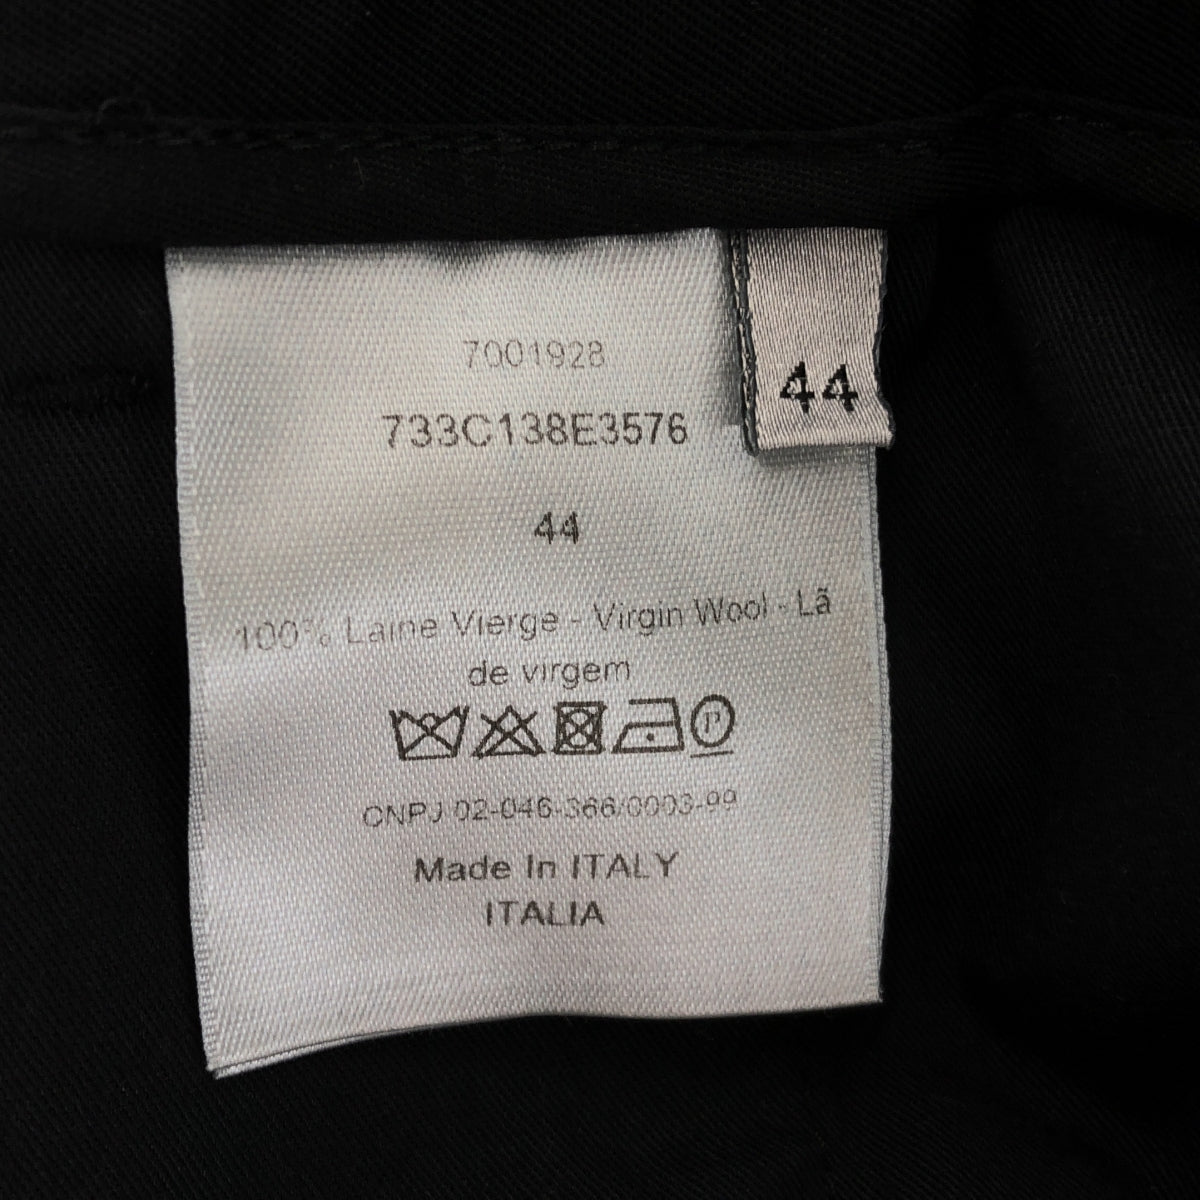 7001928
733C138E3576
44
44
100% Laine Vierge - Virgin Wool - Lã
de virgem
P
CNPJ 02-046-366/0003-99
Made In ITALY
ITALIA